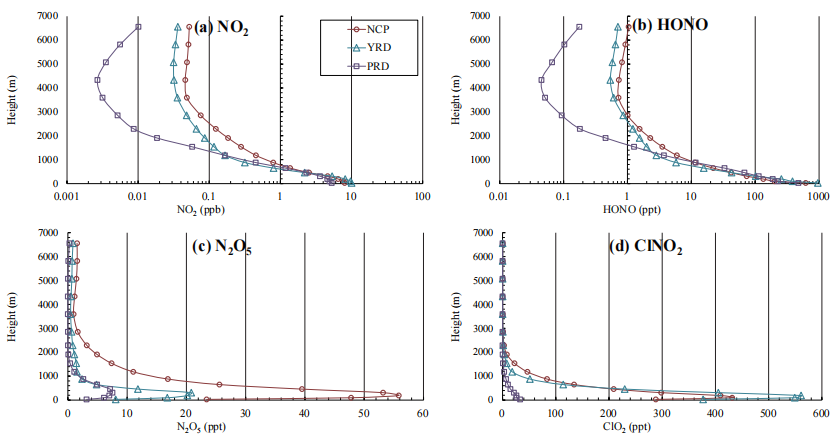 7000
6000
5000
4000
3000
2000
1000
0
Height (m)
(a) NO2
NCP
YRD
PRD
0.001 0.01 0.1 1 10 100
NO2 (ppb)
7000
6000
5000
4000
3000
2000
1000
0
Height (m)
(b) HONO
0.01 0.1 1 10 100 1000
HONO (ppt)
7000
6000
5000
4000
3000
2000
1000
0
Height (m)
(c) N2O5
0 10 20 30 40 50 60
N2O5 (ppt)
7000
6000
5000
4000
3000
2000
1000
0
Height (m)
(d) ClNO2
0 100 200 300 400 500 600
ClO2 (ppt)